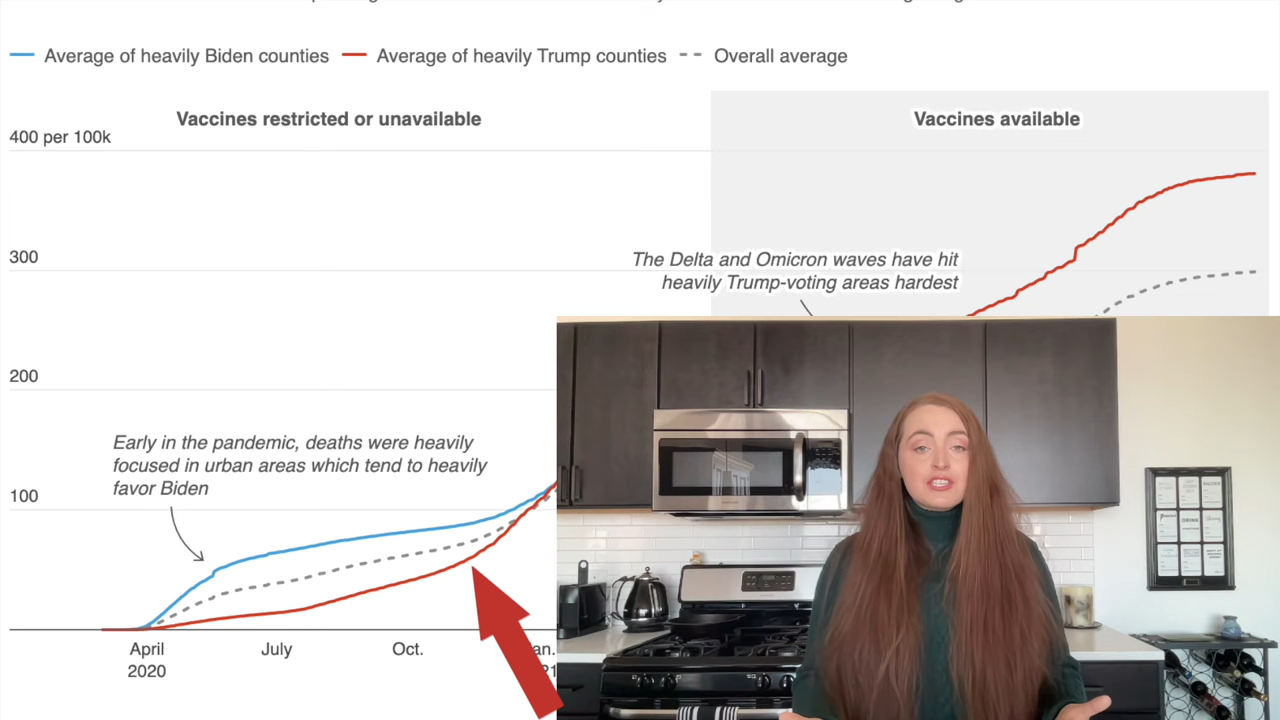 Average of heavily Biden counties Average of heavily Trump counties Overall average
Vaccines restricted or unavailable Vaccines available
400 per 100k
The Delta and Omicron waves have hit
heavily Trump-voting areas hardest
300
200
Early in the pandemic, deaths were heavily
focused in urban areas which tend to heavily
favor Biden
100
April July Oct.
2020